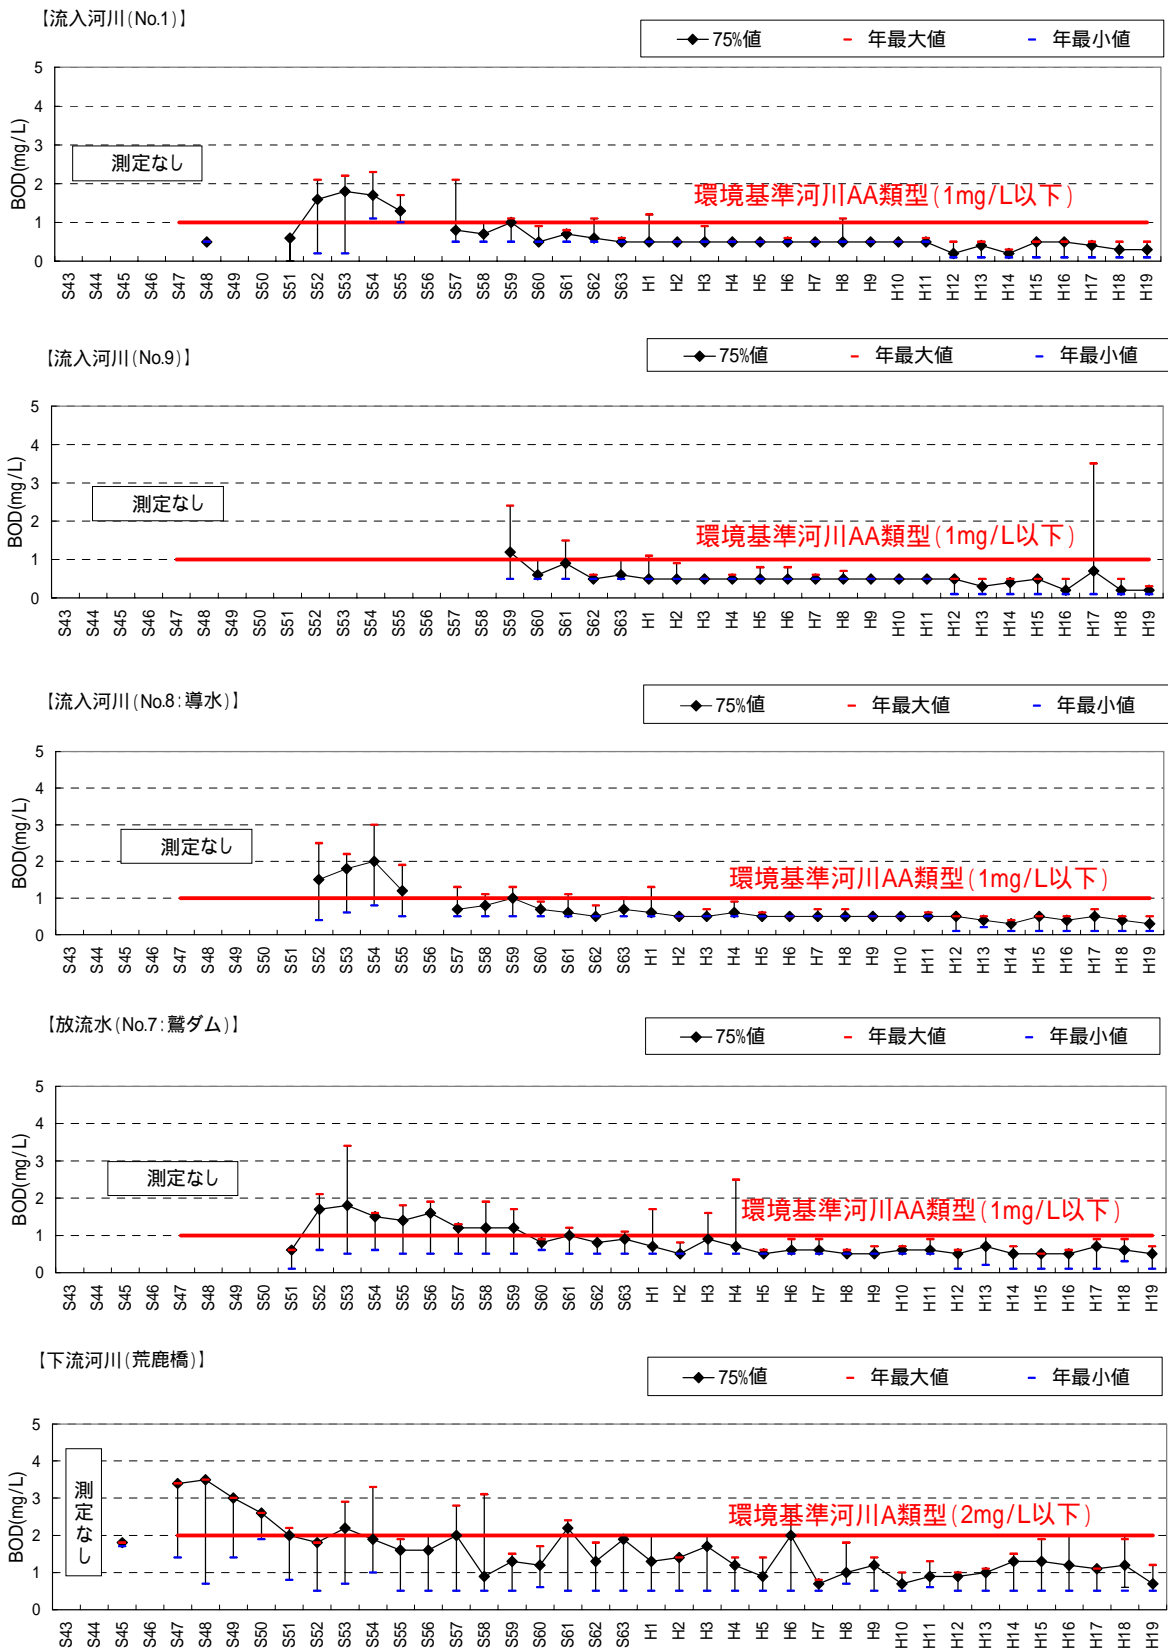 【流入河川(No.1)】
75%値 年最大値 年最小値
BOD(mg/L)
5
4
3
2
1
0
測定なし
環境基準河川AA類型(1mg/L以下)
S43 S44 S45 S46 S47 S48 S49 S50 S51 S52 S53 S54 S55 S56 S57 S58 S59 S60 S61 S62 S63 H1 H2 H3 H4 H5 H6 H7 H8 H9 H10 H11 H12 H13 H14 H15 H16 H17 H18 H19
【流入河川(No.9)】
75%値 年最大値 年最小値
BOD(mg/L)
5
4
3
2
1
0
測定なし
環境基準河川AA類型(1mg/L以下)
S43 S44 S45 S46 S47 S48 S49 S50 S51 S52 S53 S54 S55 S56 S57 S58 S59 S60 S61 S62 S63 H1 H2 H3 H4 H5 H6 H7 H8 H9 H10 H11 H12 H13 H14 H15 H16 H17 H18 H19
【流入河川(No.8:導水)】
75%値 年最大値 年最小値
BOD(mg/L)
5
4
3
2
1
0
測定なし
環境基準河川AA類型(1mg/L以下)
S43 S44 S45 S46 S47 S48 S49 S50 S51 S52 S53 S54 S55 S56 S57 S58 S59 S60 S61 S62 S63 H1 H2 H3 H4 H5 H6 H7 H8 H9 H10 H11 H12 H13 H14 H15 H16 H17 H18 H19
【放流水(No.7:鷲ダム)】
75%値 年最大値 年最小値
BOD(mg/L)
5
4
3
2
1
0
測定なし
環境基準河川AA類型(1mg/L以下)
S43 S44 S45 S46 S47 S48 S49 S50 S51 S52 S53 S54 S55 S56 S57 S58 S59 S60 S61 S62 S63 H1 H2 H3 H4 H5 H6 H7 H8 H9 H10 H11 H12 H13 H14 H15 H16 H17 H18 H19
【下流河川(荒鹿橋)】
75%値 年最大値 年最小値
BOD(mg/L)
5
4
3
2
1
0
測定なし
環境基準河川A類型(2mg/L以下)
S43 S44 S45 S46 S47 S48 S49 S50 S51 S52 S53 S54 S55 S56 S57 S58 S59 S60 S61 S62 S63 H1 H2 H3 H4 H5 H6 H7 H8 H9 H10 H11 H12 H13 H14 H15 H16 H17 H18 H19